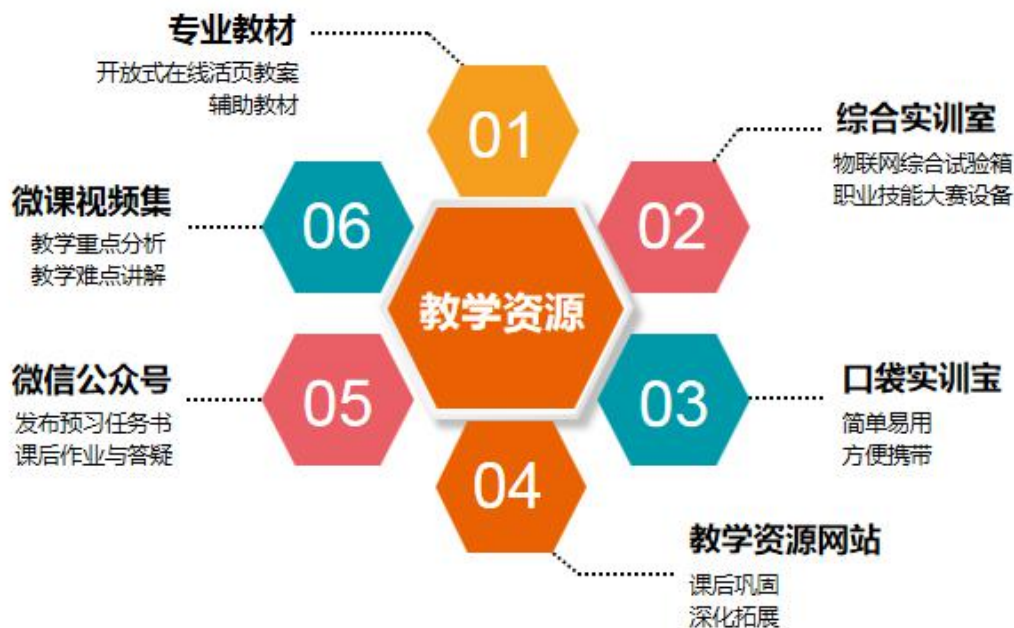 专业教材
开放式在线活页教案
辅助教材
01
综合实训室
物联网综合试验箱
职业技能大赛设备
02
口袋实训宝
简单易用
方便携带
03
教学资源网站
课后巩固
深化拓展
04
微信公众号
发布预习任务书
课后作业与答疑
05
微课视频集
教学重点分析
教学难点讲解
06
教学资源